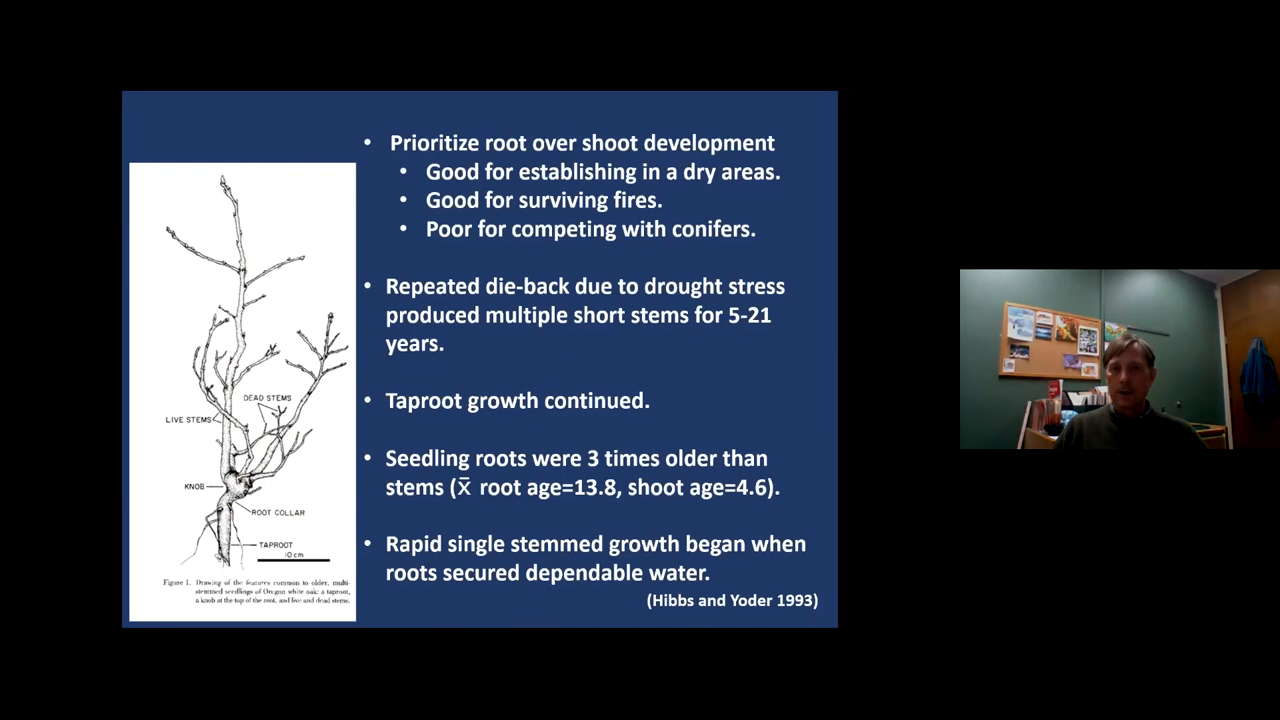 • Prioritize root over shoot development
• Good for establishing in a dry areas.
• Good for surviving fires.
• Poor for competing with conifers.
• Repeated die-back due to drought stress
produced multiple short stems for 5-21
years.
• Taproot growth continued.
• Seedling roots were 3 times older than
stems (x̄ root age=13.8, shoot age=4.6).
• Rapid single stemmed growth began when
roots secured dependable water.
(Hibbs and Yoder 1993)
DEAD STEMS
LIVE STEMS
KNOB
ROOT COLLAR
TAPROOT
10 cm
Figure 1. Drawing of the features common to older, multi-
stemmed seedlings of Oregon white oak: a taproot,
a knob at the top of the root, and live and dead stems.